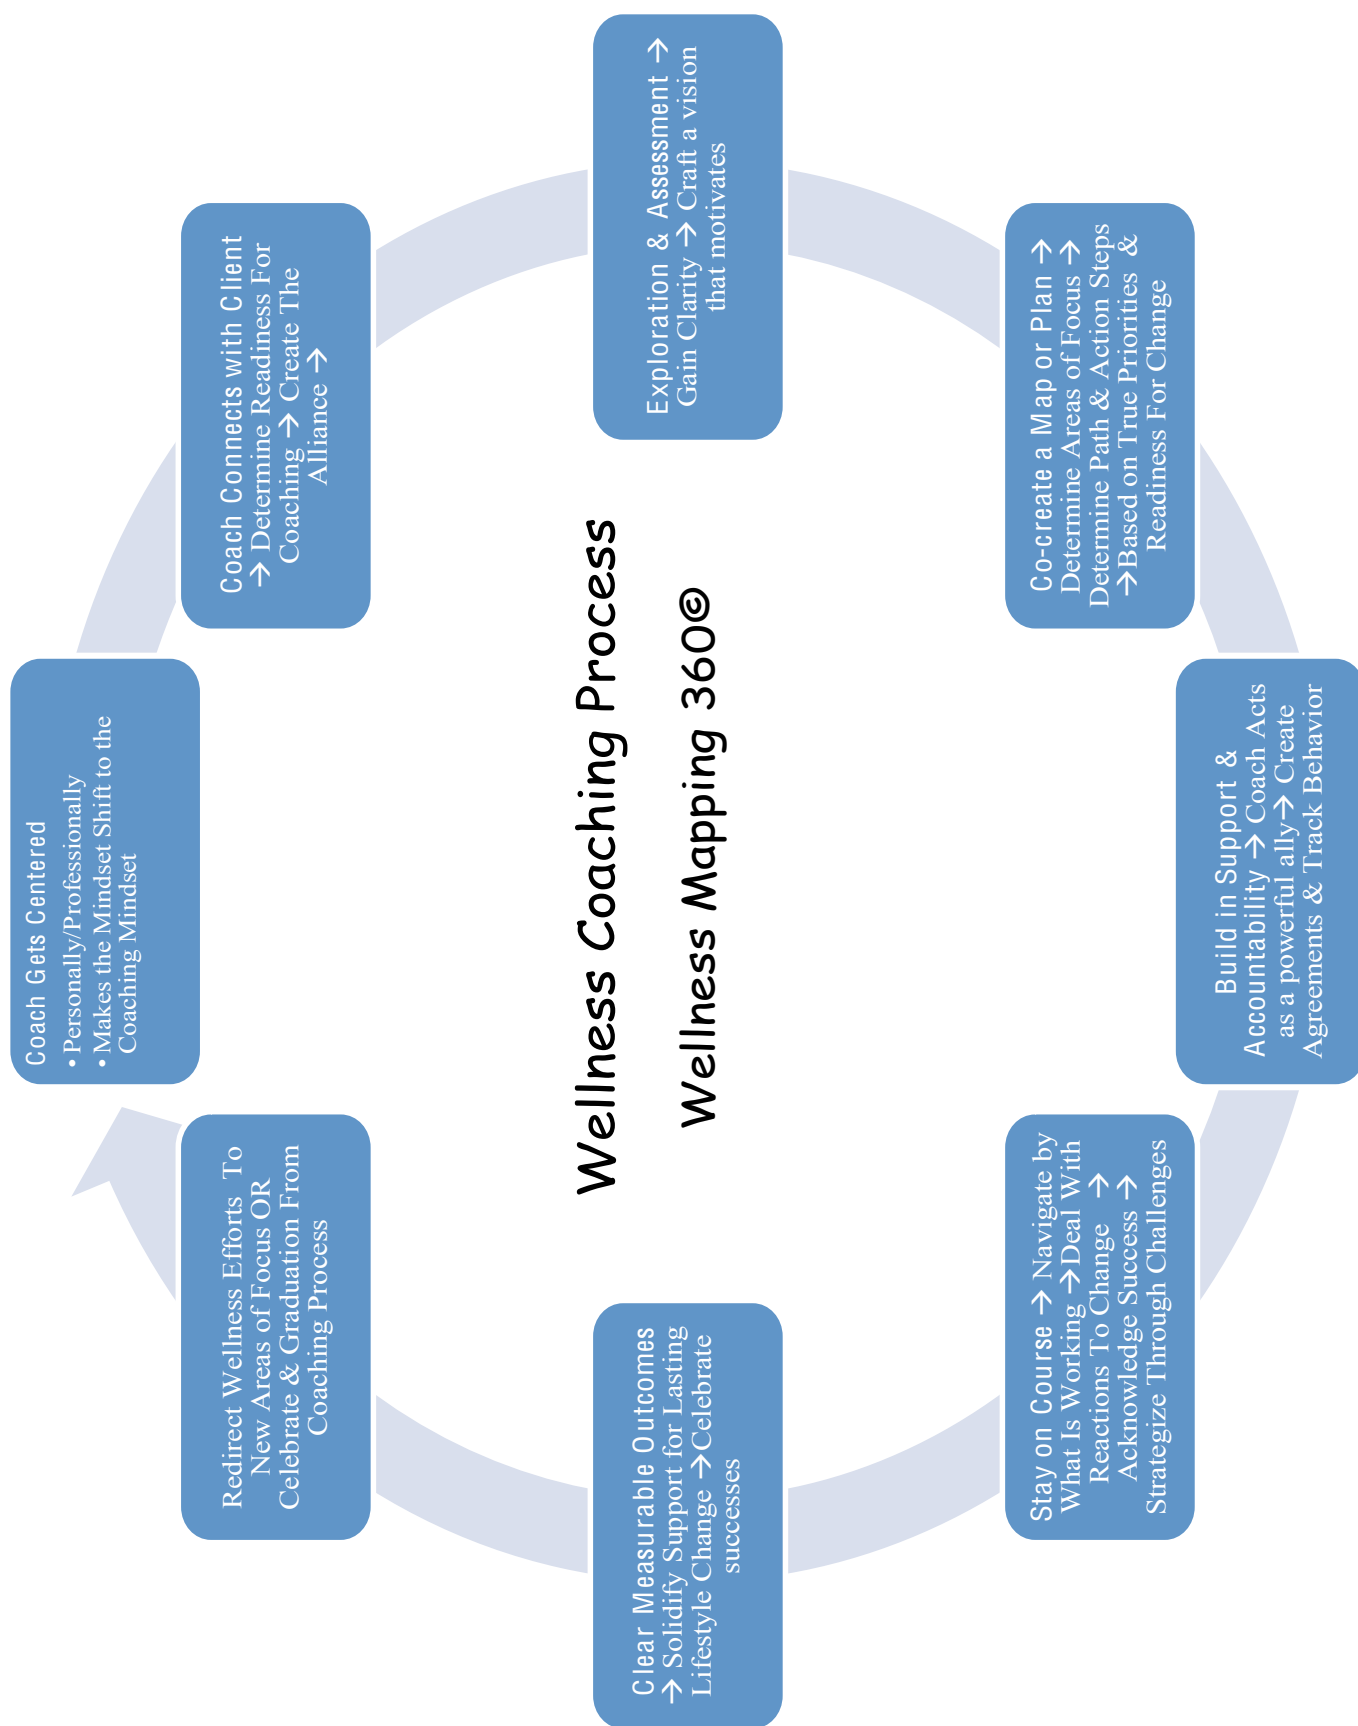 Coach Gets Centered
• Personally/Professionally
• Makes the Mindset Shift to the
Coaching Mindset
Coach Connects with Client
→ Determine Readiness For
Coaching → Create The
Alliance →
Exploration & Assessment →
Gain Clarity → Craft a vision
that motivates
Co-create a Map or Plan →
Determine Areas of Focus →
Determine Path & Action Steps
→Based on True Priorities &
Readiness For Change
Build in Support &
Accountability → Coach Acts
as a powerful ally→ Create
Agreements & Track Behavior
Stay on Course → Navigate by
What Is Working →Deal With
Reactions To Change →
Acknowledge Success →
Strategize Through Challenges
Clear Measurable Outcomes
→ Solidify Support for Lasting
Lifestyle Change →Celebrate
successes
Redirect Wellness Efforts To
New Areas of Focus OR
Celebrate & Graduation From
Coaching Process
Wellness Coaching Process
Wellness Mapping 360©